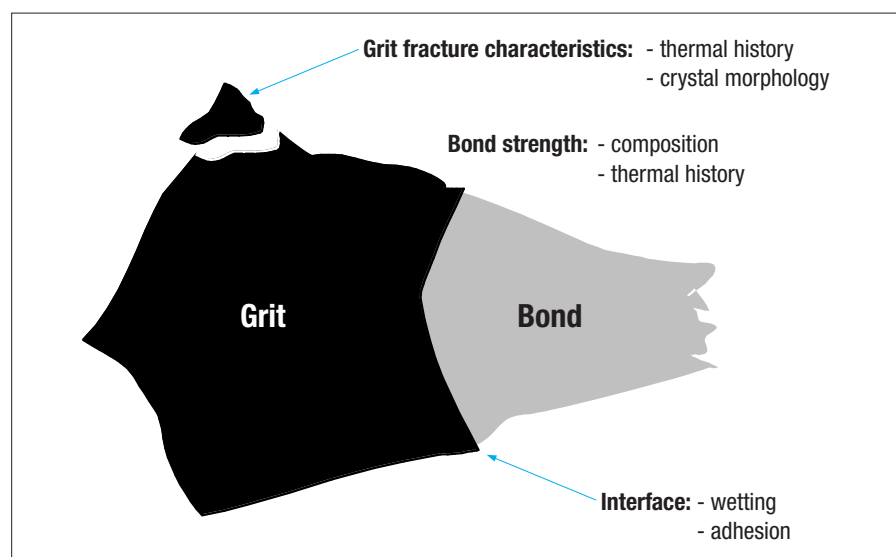 Grit fracture characteristics: - thermal history
- crystal morphology
Bond strength: - composition
- thermal history
Grit
Bond
Interface: - wetting
- adhesion